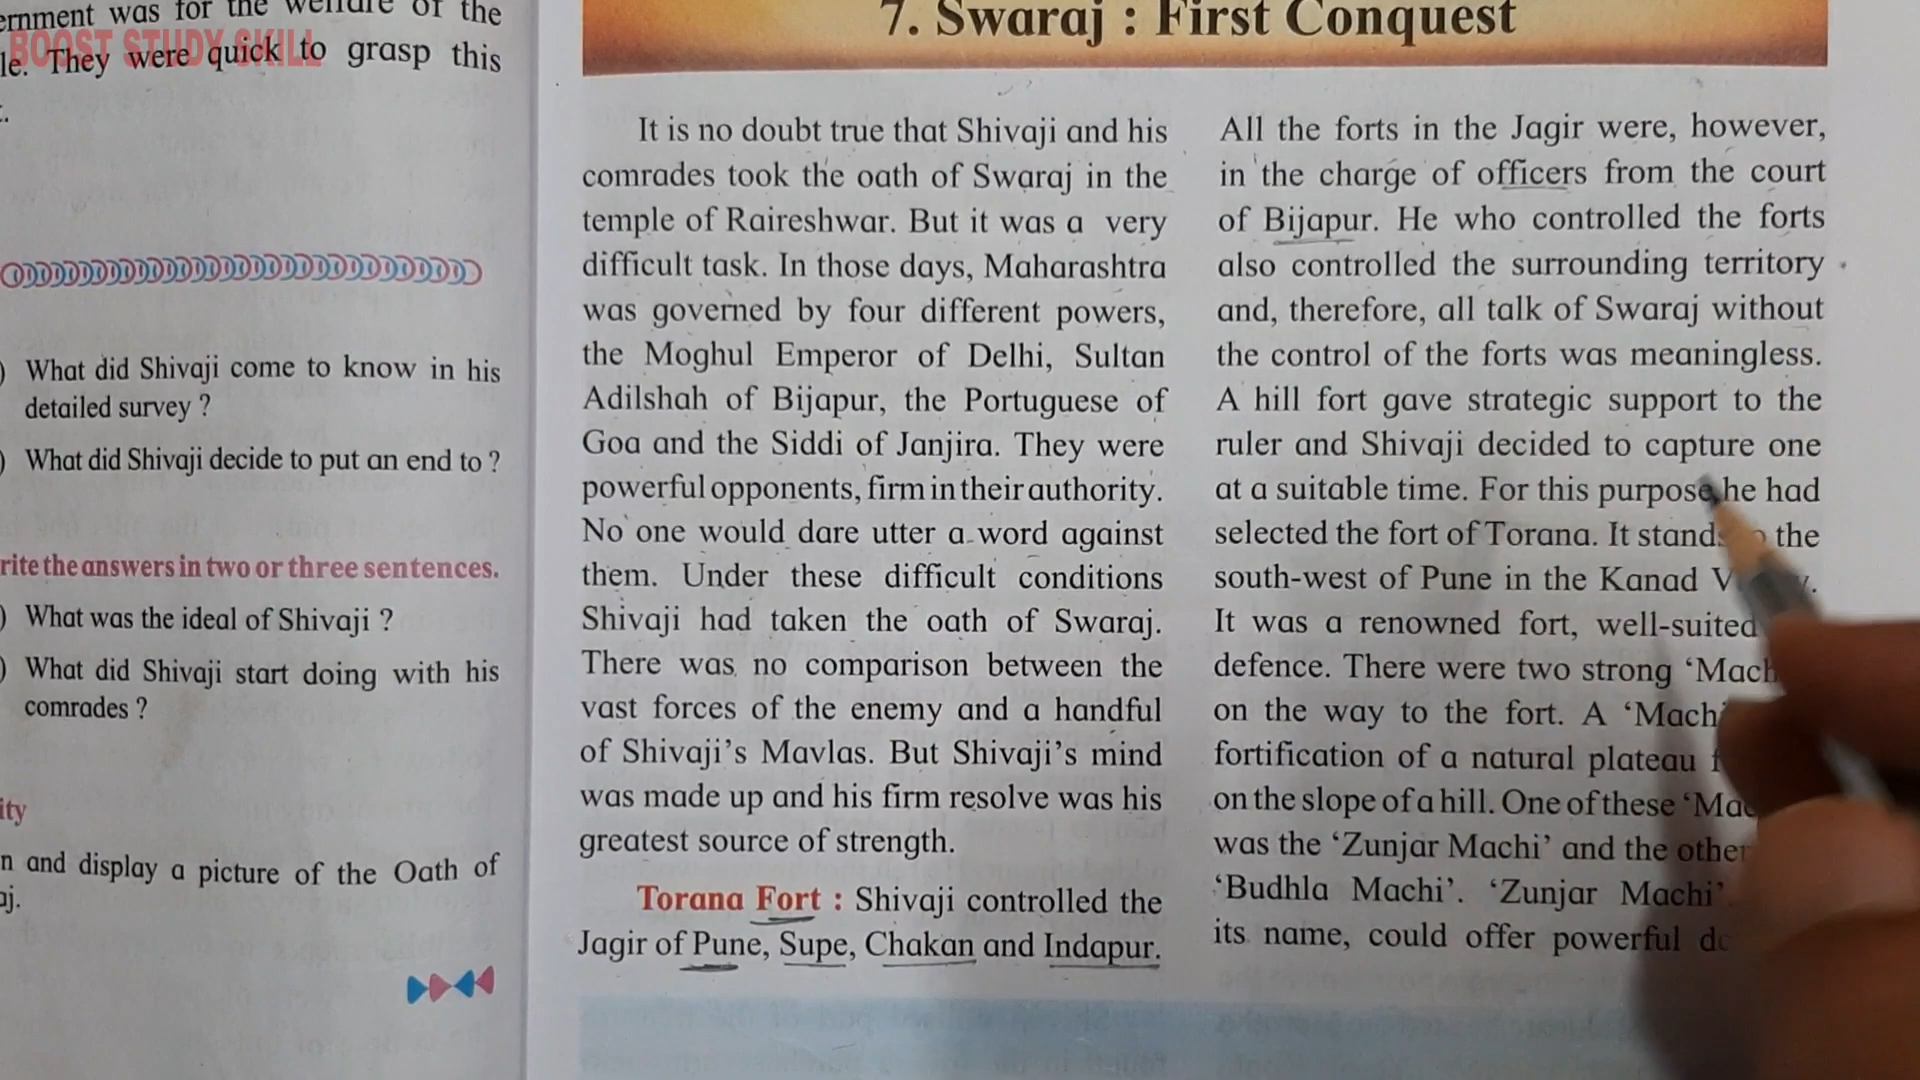 ernment was for the welfare of the
BOOST STUDY SKILL
le. They were quick to grasp this
What did Shivaji come to know in his
detailed survey ?
What did Shivaji decide to put an end to ?
rite the answers in two or three sentences.
What was the ideal of Shivaji ?
What did Shivaji start doing with his
comrades ?
ity
n and display a picture of the Oath of
aj.
7. Swaraj : First Conquest
It is no doubt true that Shivaji and his
comrades took the oath of Swaraj in the
temple of Raireshwar. But it was a very
difficult task. In those days, Maharashtra
was governed by four different powers,
the Moghul Emperor of Delhi, Sultan
Adilshah of Bijapur, the Portuguese of
Goa and the Siddi of Janjira. They were
powerful opponents, firm in their authority.
No one would dare utter a word against
them. Under these difficult conditions
Shivaji had taken the oath of Swaraj.
There was no comparison between the
vast forces of the enemy and a handful
of Shivaji's Mavlas. But Shivaji's mind
was made up and his firm resolve was his
greatest source of strength.
Torana Fort : Shivaji controlled the
Jagir of Pune, Supe, Chakan and Indapur.
All the forts in the Jagir were, however,
in the charge of officers from the court
of Bijapur. He who controlled the forts
also controlled the surrounding territory
and, therefore, all talk of Swaraj without
the control of the forts was meaningless.
A hill fort gave strategic support to the
ruler and Shivaji decided to capture one
at a suitable time. For this purpose he had
selected the fort of Torana. It stands the
south-west of Pune in the Kanad
It was a renowned fort, well-suited
defence. There were two strong
on the way to the fort. A
fortification of a natural plateau
on the slope of a hill. One of these
was the 'Zunjar Machi' and the other
'Budhla Machi'. 'Zunjar Machi'
its name, could offer powerful